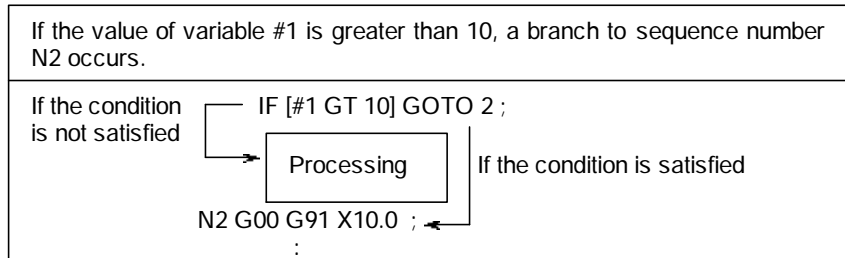 If the value of variable #1 is greater than 10, a branch to sequence number
N2 occurs.
If the condition
is not satisfied
IF [#1 GT 10] GOTO 2 ;
Processing
If the condition is satisfied
N2 G00 G91 X10.0 ;
: